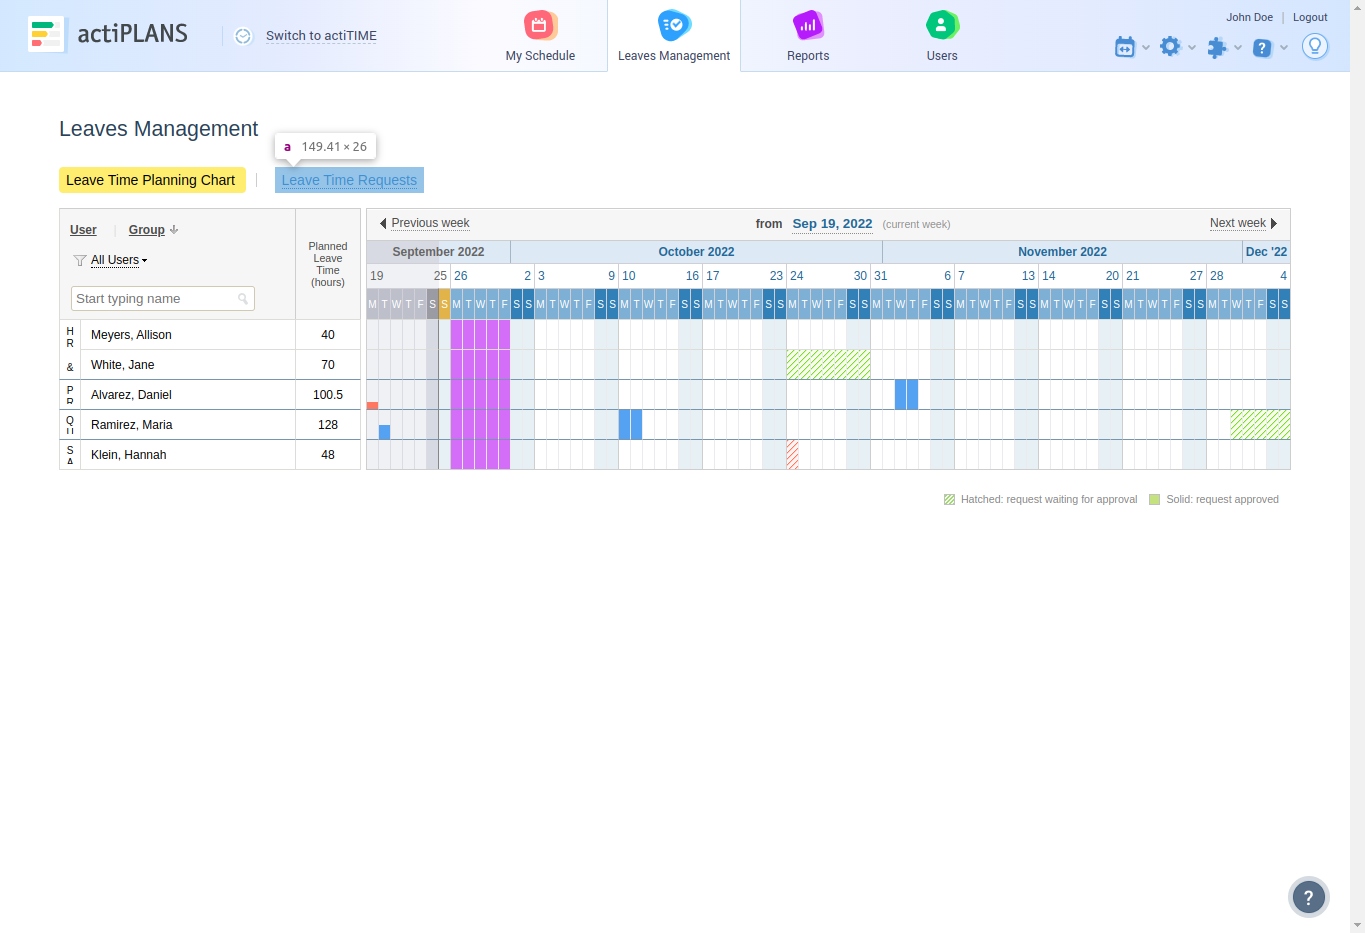 John Doe | Logout
actiPLANS
Switch to actiTIME
My Schedule
Leaves Management
Reports
Users
?
Leaves Management
a 149.41 × 26
Leave Time Planning Chart | Leave Time Requests
User | Group
All Users
Start typing name
Planned
Leave
Time
(hours)
Previous week
from Sep 19, 2022 (current week)
Next week
September 2022 October 2022 November 2022 Dec '22
19 25 26 2 3 9 10 16 17 23 24 30 31 6 7 13 14 20 21 27 28 4
M T W T F S S M T W T F S S M T W T F S S M T W T F S S M T W T F S S M T W T F S S M T W T F S S M T W T F S S M T W T F S S M T W T F S S M T W T F S S
H
R Meyers, Allison 40
& White, Jane 70
P
R Alvarez, Daniel 100.5
Q
U Ramirez, Maria 128
S
A Klein, Hannah 48
Hatched: request waiting for approval Solid: request approved
?